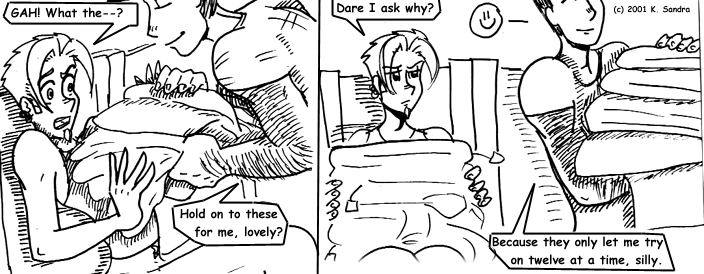 GAH! What the--?
Hold on to these
for me, lovely?
Dare I ask why?
(c) 2001 K. Sandra
Because they only let me try
on twelve at a time, silly.